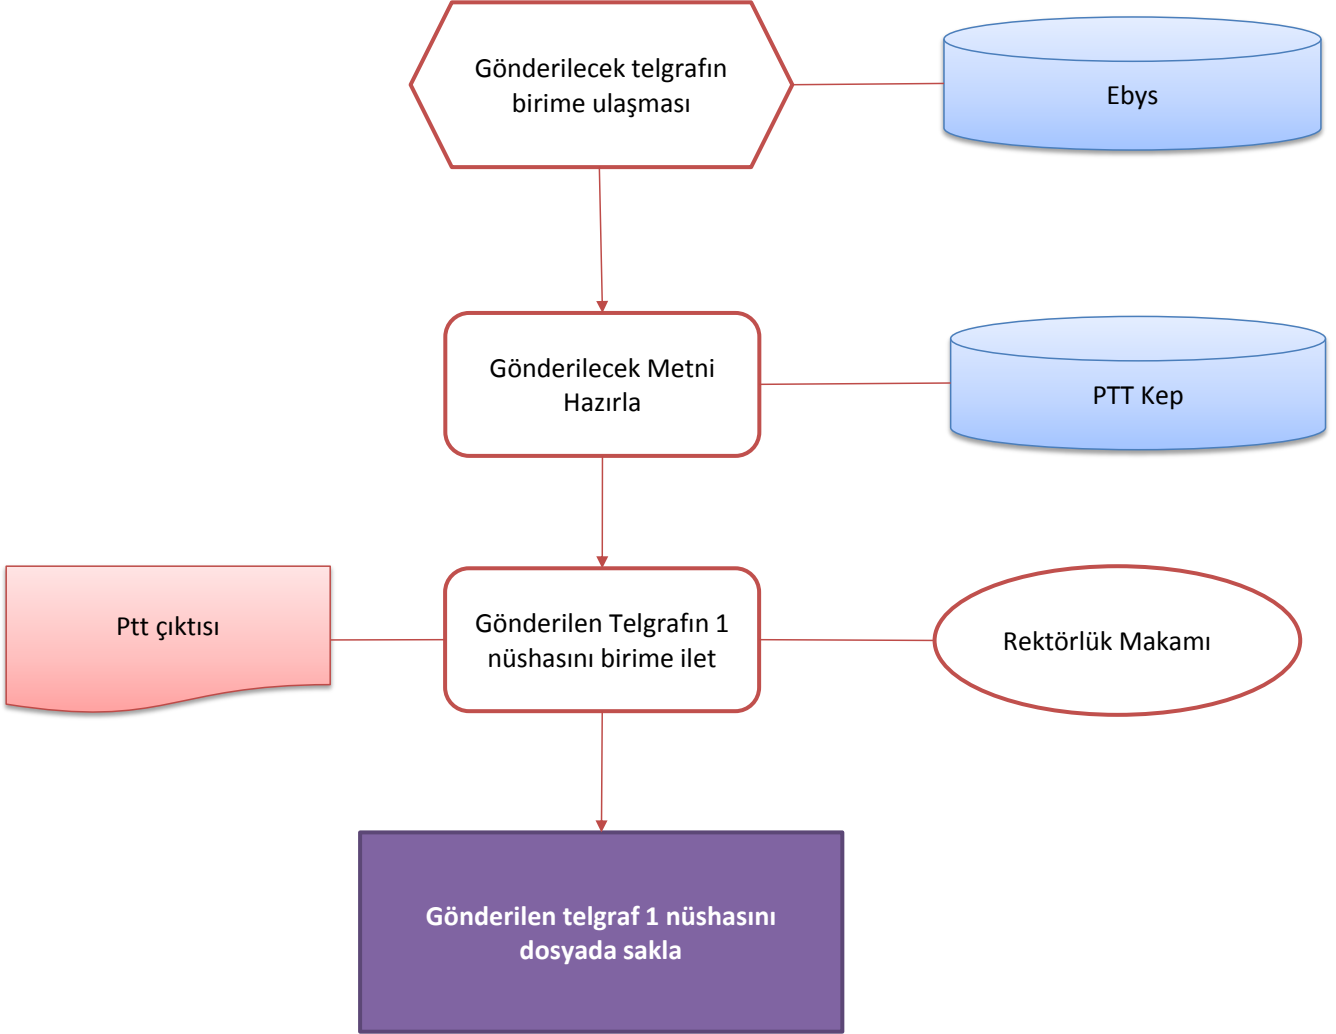 Gönderilecek telgrafın
birime ulaşması
Ebys
Gönderilecek Metni
Hazırla
PTT Kep
Ptt çıktısı
Gönderilen Telgrafın 1
nüshasını birime ilet
Rektörlük Makamı
Gönderilen telgraf 1 nüshasını
dosyada sakla